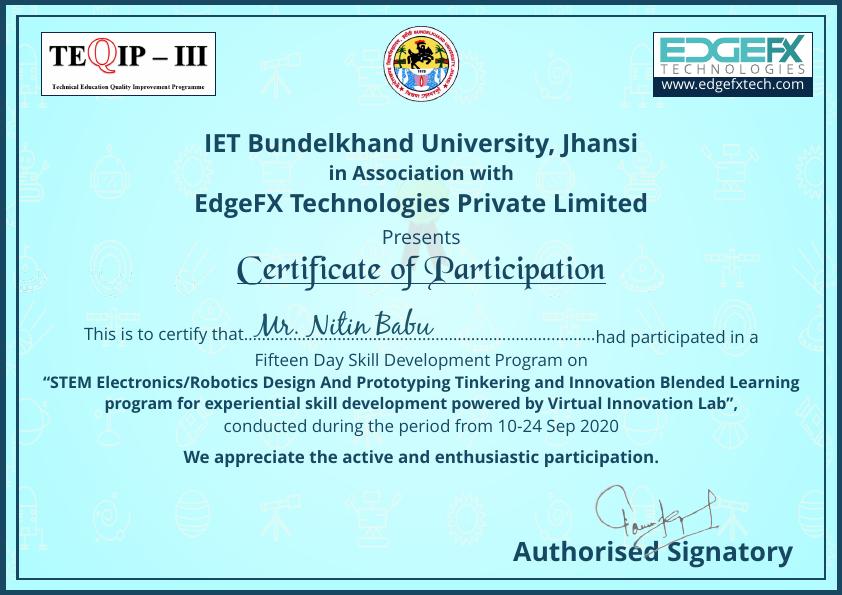 TEQIP – III
Technical Education Quality Improvement Programme
BUNDELKHAND UNIVERSITY, JHANSI
EDGEFX
TECHNOLOGIES
www.edgefxtech.com
IET Bundelkhand University, Jhansi
in Association with
EdgeFX Technologies Private Limited
Presents
Certificate of Participation
This is to certify that Mr. Nitin Babu had participated in a
Fifteen Day Skill Development Program on
“STEM Electronics/Robotics Design And Prototyping Tinkering and Innovation Blended Learning
program for experiential skill development powered by Virtual Innovation Lab”,
conducted during the period from 10-24 Sep 2020
We appreciate the active and enthusiastic participation.
Authorised Signatory